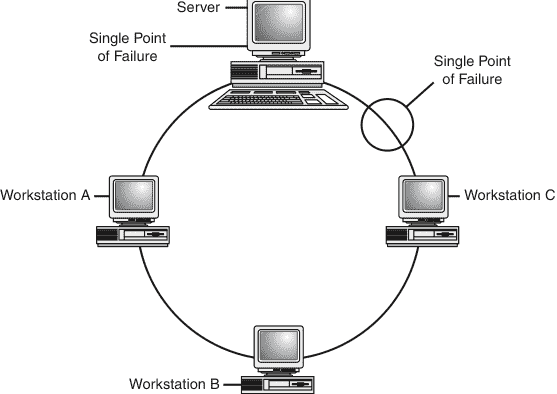 Server
Single Point
of Failure
Single Point
of Failure
Workstation A
Workstation C
Workstation B